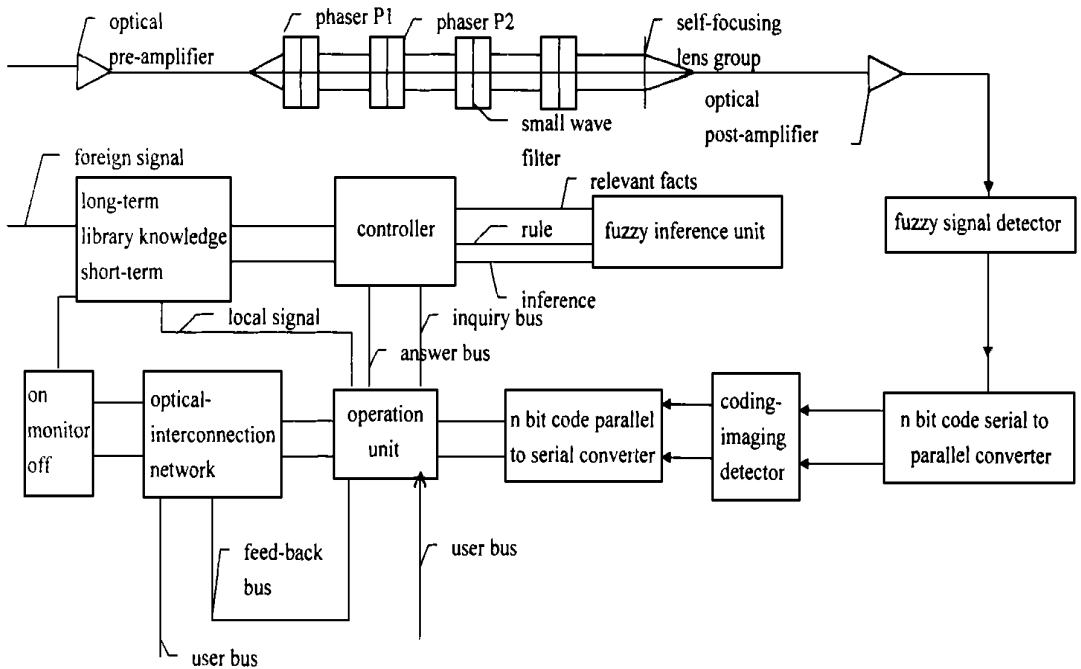 optical
pre-amplifier
phaser P1
phaser P2
self-focusing
lens group
optical
post-amplifier
small wave
filter
foreign signal
long-term
library knowledge
short-term
controller
relevant facts
rule
inference
fuzzy inference unit
fuzzy signal detector
local signal
answer bus
inquiry bus
on
monitor
off
optical-
interconnection
network
operation
unit
n bit code parallel
to serial converter
coding-
imaging
detector
n bit code serial to
parallel converter
feed-back
bus
user bus
user bus